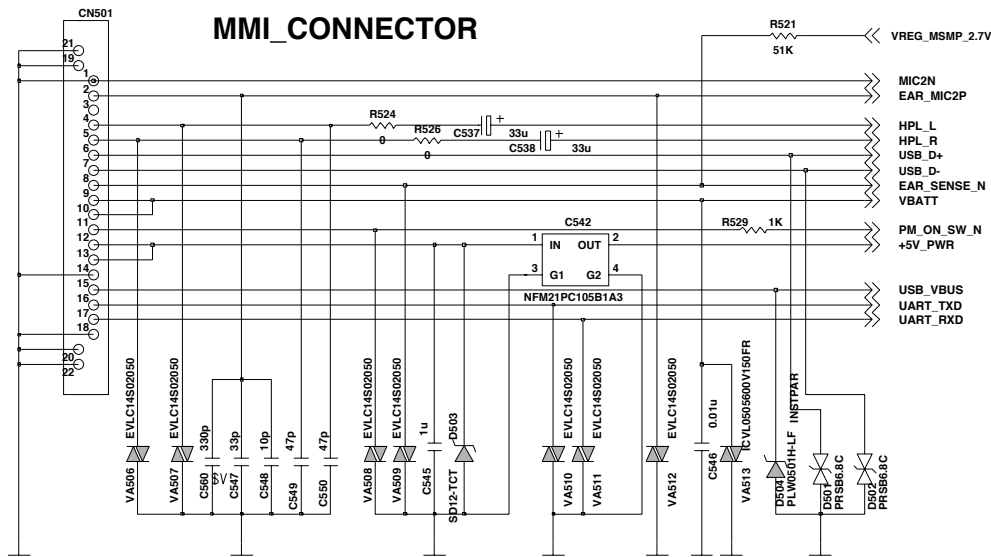 CN501
MMI_CONNECTOR
R521
51K
VREG_MSMP_2.7V
21
19
1
MIC2N
2
EAR_MIC2P
3
R524
0
C537
+
33u
4
HPL_L
R526
0
C538
+
33u
5
HPL_R
6
USB_D+
7
USB_D-
8
EAR_SENSE_N
9
VBATT
10
11
C542
R529
1K
PM_ON_SW_N
12
1
IN
OUT
2
+5V_PWR
13
3
G1
G2
4
14
NFM21PC105B1A3
15
USB_VBUS
16
UART_TXD
17
UART_RXD
18
20
22
VA506
EVLC14S02050
VA507
EVLC14S02050
C560
330p
SV
C547
33p
C548
10p
C549
47p
C550
47p
VA508
EVLC14S02050
VA509
EVLC14S02050
C545
1u
SD12-TCT
D503
VA510
EVLC14S02050
VA511
EVLC14S02050
VA512
EVLC14S02050
C546
0.01u
VA513
ICVL0505600V150FR
D504
PLW0501H-LF
INSTPAR
D501
PRSB6.8C
D502
PRSB6.8C